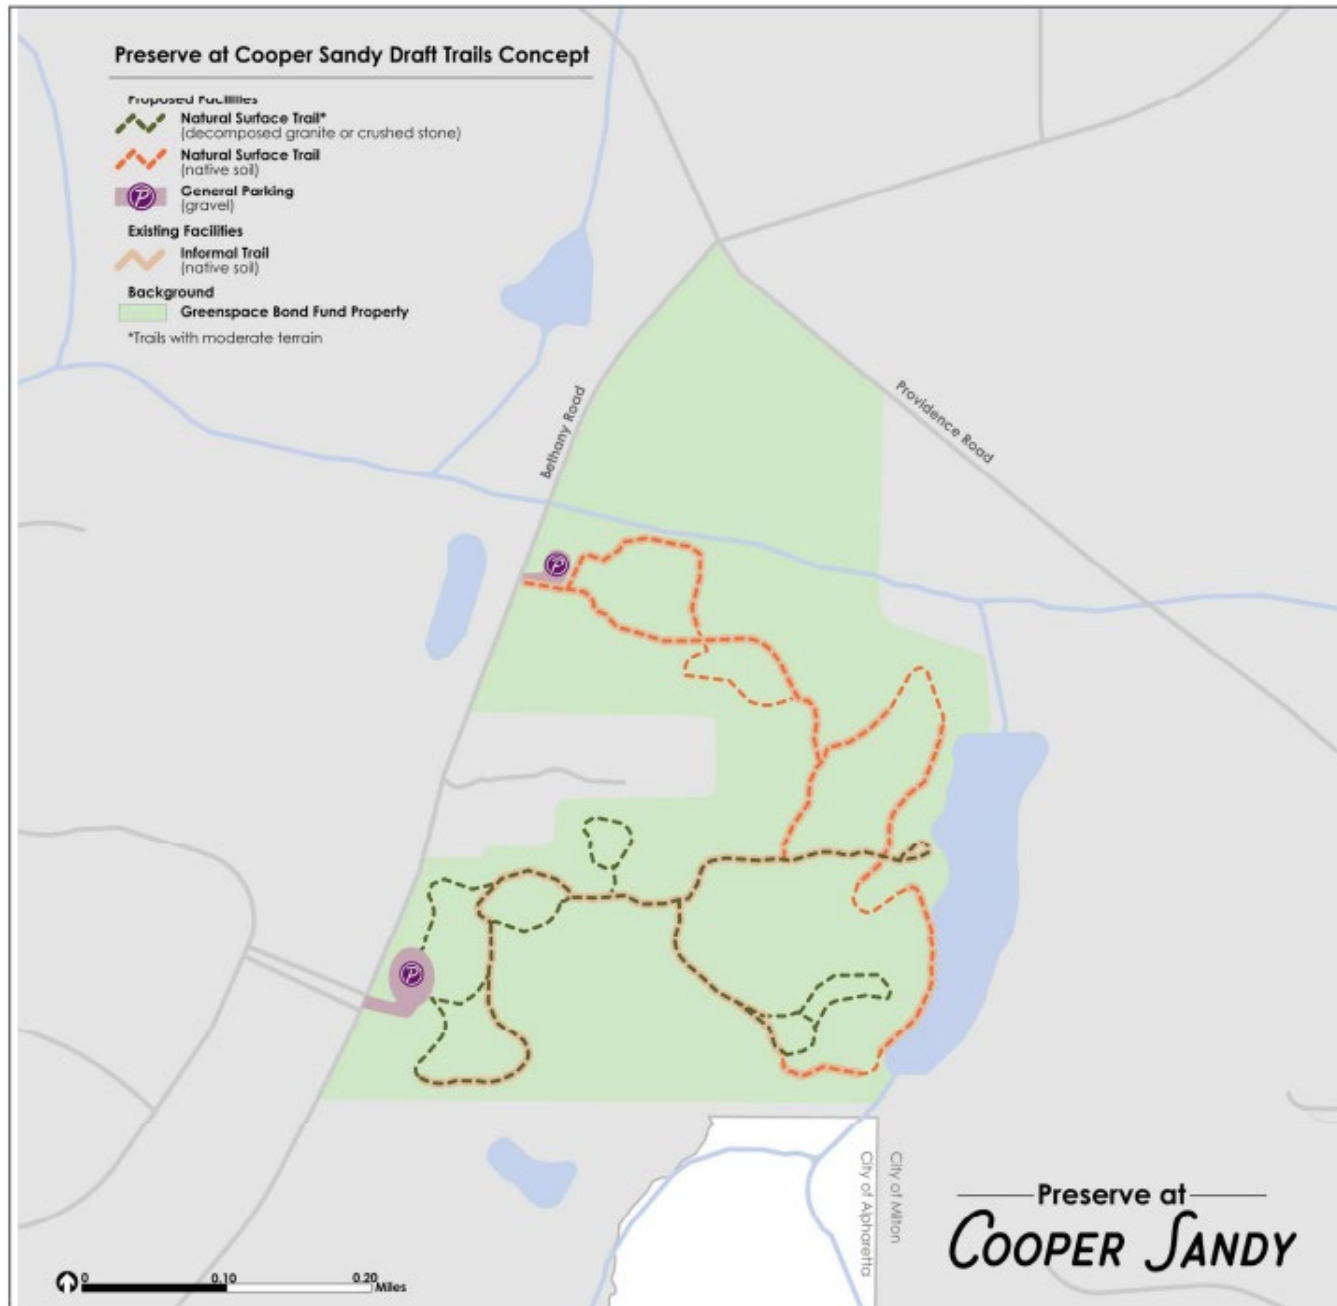 Preserve at Cooper Sandy Draft Trails Concept
Proposed Facilities
Natural Surface Trail*
(decomposed granite or crushed stone)
Natural Surface Trail
(native soil)
P
General Parking
(gravel)
Existing Facilities
Informal Trail
(native soil)
Background
Greenspace Bond Fund Property
*Trails with moderate terrain
Bethany Road
Providence Road
P
P
City of Milton
City of Alpharetta
Preserve at
COOPER SANDY
0 0.10 0.20
Miles